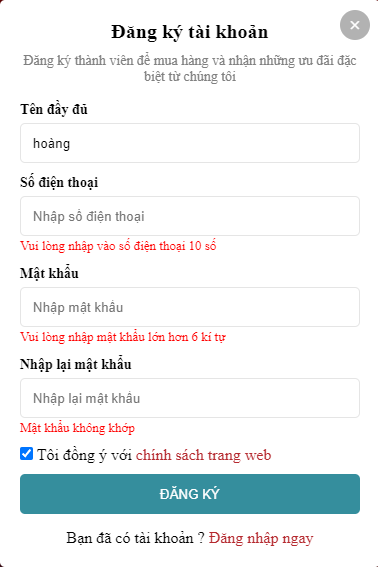 Đăng ký tài khoản
Đăng ký thành viên để mua hàng và nhận những ưu đãi đặc
biệt từ chúng tôi
Tên đầy đủ
hoàng
Số điện thoại
Nhập số điện thoại
Vui lòng nhập vào số điện thoại 10 số
Mật khẩu
Nhập mật khẩu
Vui lòng nhập mật khẩu lớn hơn 6 kí tự
Nhập lại mật khẩu
Nhập lại mật khẩu
Mật khẩu không khớp
Tôi đồng ý với chính sách trang web
ĐĂNG KÝ
Bạn đã có tài khoản ? Đăng nhập ngay